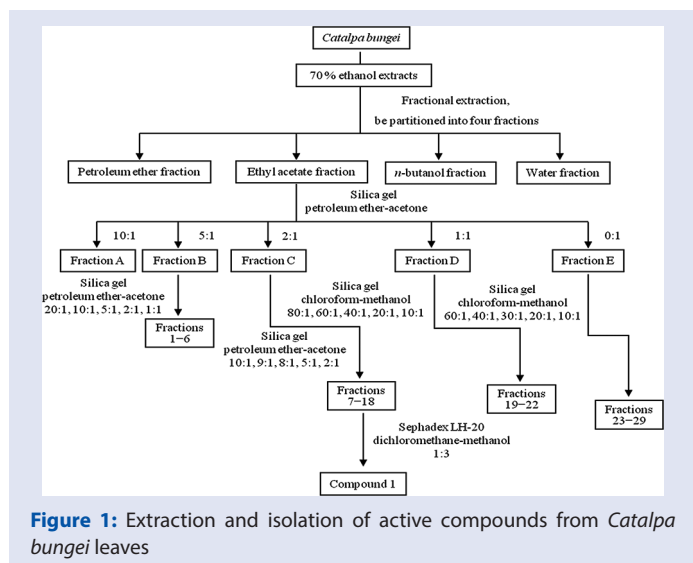 Catalpa bungei
70% ethanol extracts
Fractional extraction,
be partitioned into four fractions
Petroleum ether fraction
Ethyl acetate fraction
n-butanol fraction
Water fraction
Silica gel
petroleum ether-acetone
10:1
5:1
2:1
1:1
0:1
Fraction A
Fraction B
Fraction C
Fraction D
Fraction E
Silica gel
petroleum ether-acetone
20:1, 10:1, 5:1, 2:1, 1:1
Silica gel
chloroform-methanol
80:1, 60:1, 40:1, 20:1, 10:1
Silica gel
chloroform-methanol
60:1, 40:1, 30:1, 20:1, 10:1
Fractions
1–6
Silica gel
petroleum ether-acetone
10:1, 9:1, 8:1, 5:1, 2:1
Fractions
7–18
Fractions
19–22
Fractions
23–29
Sephadex LH-20
dichloromethane-methanol
1:3
Compound 1
Figure 1: Extraction and isolation of active compounds from Catalpa
bungei leaves